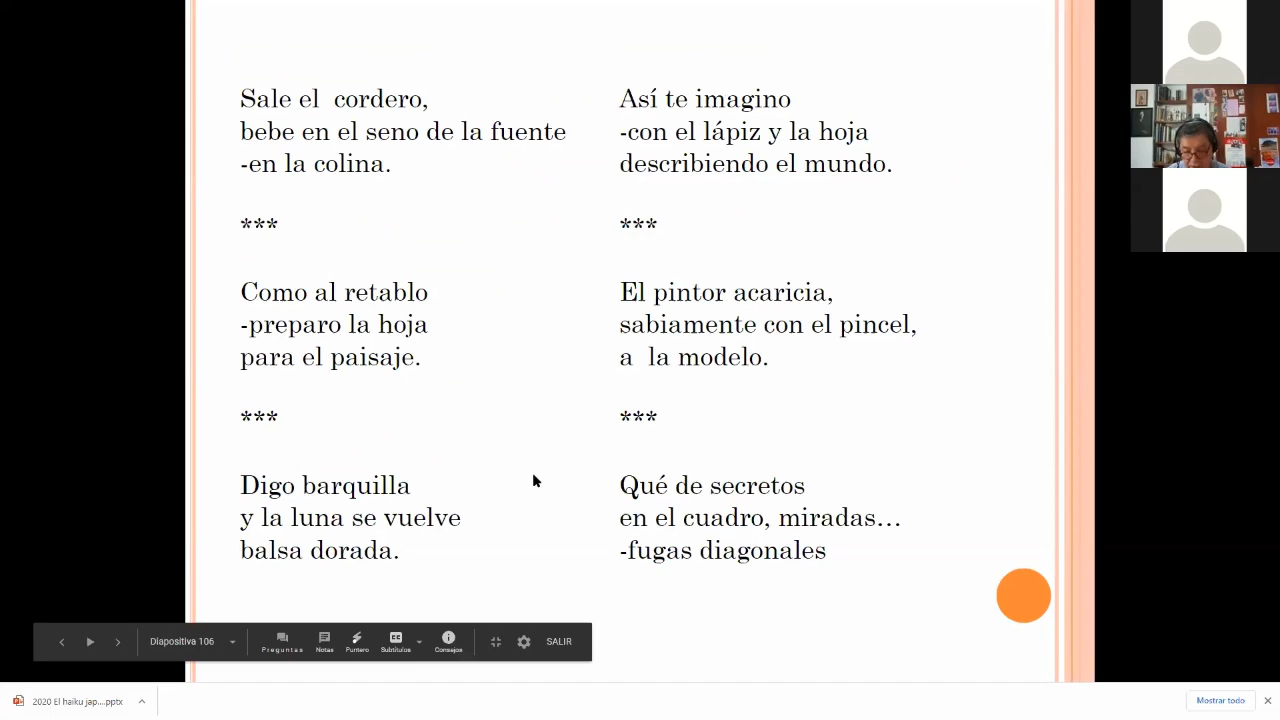 Sale el cordero,
bebe en el seno de la fuente
-en la colina.
***
Como al retablo
-preparo la hoja
para el paisaje.
***
Digo barquilla
y la luna se vuelve
balsa dorada.
Así te imagino
-con el lápiz y la hoja
describiendo el mundo.
***
El pintor acaricia,
sabiamente con el pincel,
a la modelo.
***
Qué de secretos
en el cuadro, miradas...
-fugas diagonales
Diapositiva 106
Preguntas
Notas
Puntero
Subtítulos
Consejos
SALIR
2020 El haiku jap....pptx
Mostrar todo